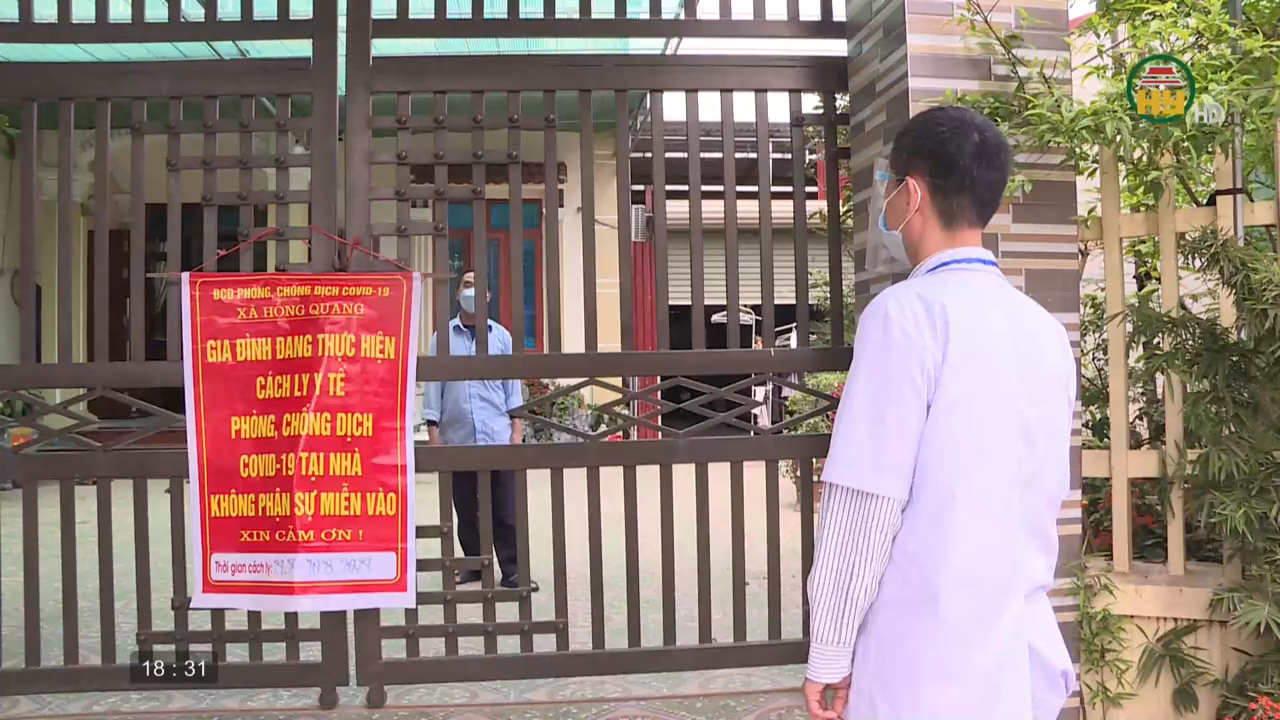 HY HD
BCĐ PHÒNG, CHỐNG DỊCH COVID-19
XÃ HỒNG QUANG
GIA ĐÌNH ĐANG THỰC HIỆN
CÁCH LY Y TẾ
PHÒNG, CHỐNG DỊCH
COVID-19 TẠI NHÀ
KHÔNG PHẬN SỰ MIỄN VÀO
XIN CẢM ƠN !
Thời gian cách ly:
18 : 31